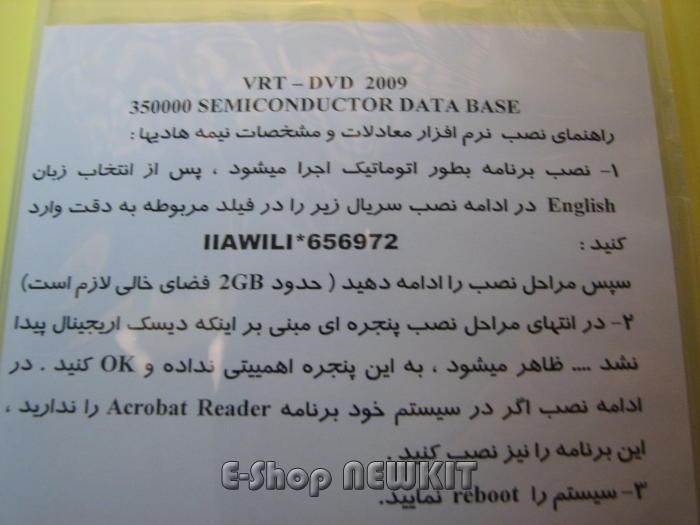 VRT – DVD 2009
350000 SEMICONDUCTOR DATA BASE
راهنمای نصب نرم افزار معادلات و مشخصات نیمه هادیها :
۱- نصب برنامه بطور اتوماتیک اجرا میشود ، پس از انتخاب زبان
English در ادامه نصب سریال زیر را در فیلد مربوطه به دقت وارد
کنید : IIAWILI*656972
سپس مراحل نصب را ادامه دهید ( حدود 2GB فضای خالی لازم است)
۲- در انتهای مراحل نصب پنجره ای مبنی بر اینکه دیسک اریجینال پیدا
نشد .... ظاهر میشود ، به این پنجره اهمییتی نداده و OK کنید . در
ادامه نصب اگر در سیستم خود برنامه Acrobat Reader را ندارید ،
این برنامه را نیز نصب کنید .
۳- سیستم را reboot نمایید.
E-Shop NEWKIT